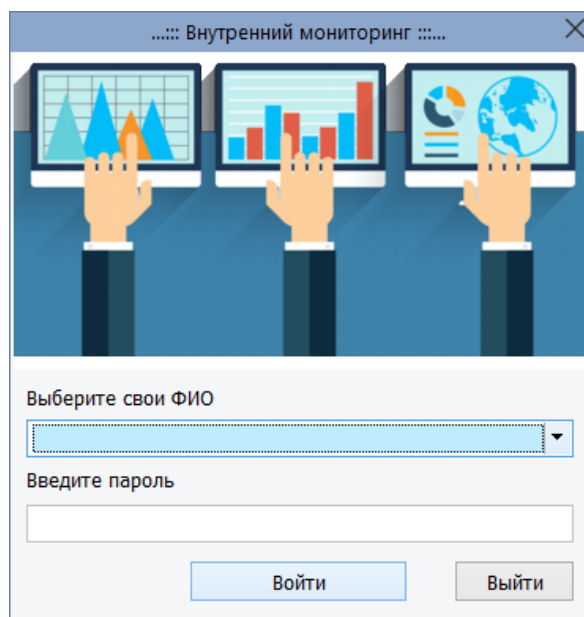 ...::: Внутренний мониторинг :::...
Выберите свои ФИО
Введите пароль
Войти
Выйти